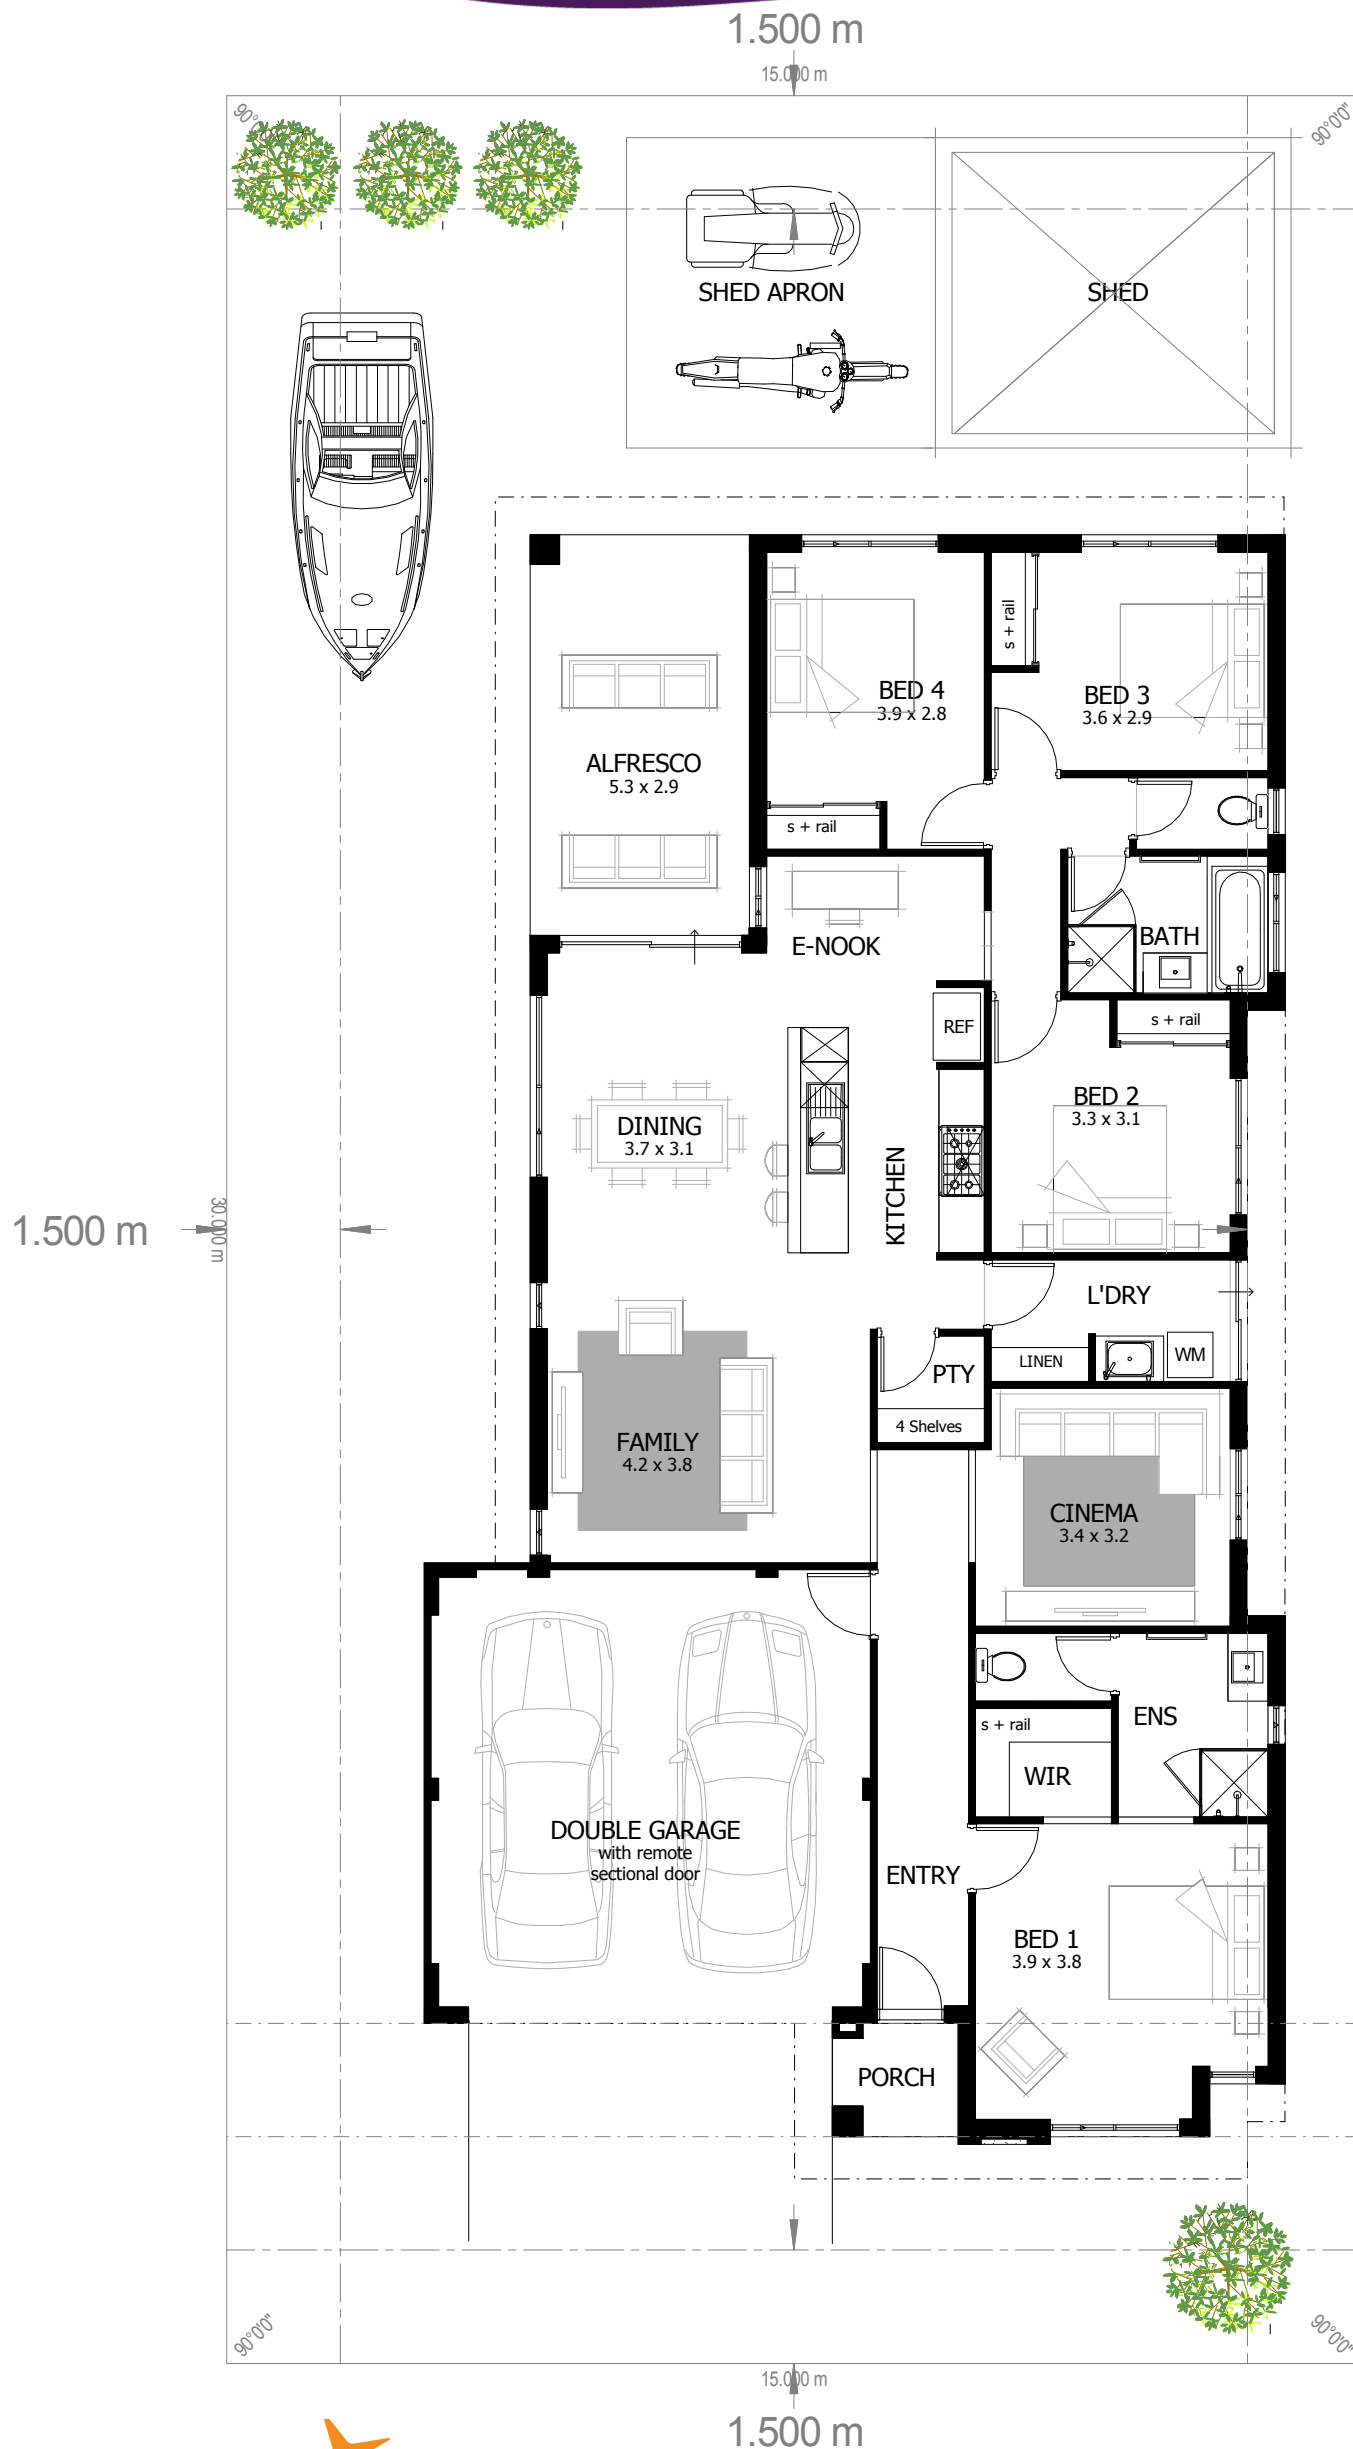 1.500 m
15.000 m
90°0'0"
90°0'0"
SHED APRON
SHED
s + rail
BED 4
3.9 x 2.8
BED 3
3.6 x 2.9
ALFRESCO
5.3 x 2.9
s + rail
E-NOOK
BATH
REF
s + rail
BED 2
3.3 x 3.1
DINING
3.7 x 3.1
KITCHEN
1.500 m
30.000 m
L'DRY
LINEN
WM
PTY
4 Shelves
FAMILY
4.2 x 3.8
CINEMA
3.4 x 3.2
ENS
s + rail
WIR
DOUBLE GARAGE
with remote
sectional door
ENTRY
BED 1
3.9 x 3.8
PORCH
90°0'0"
90°0'0"
15.000 m
1.500 m